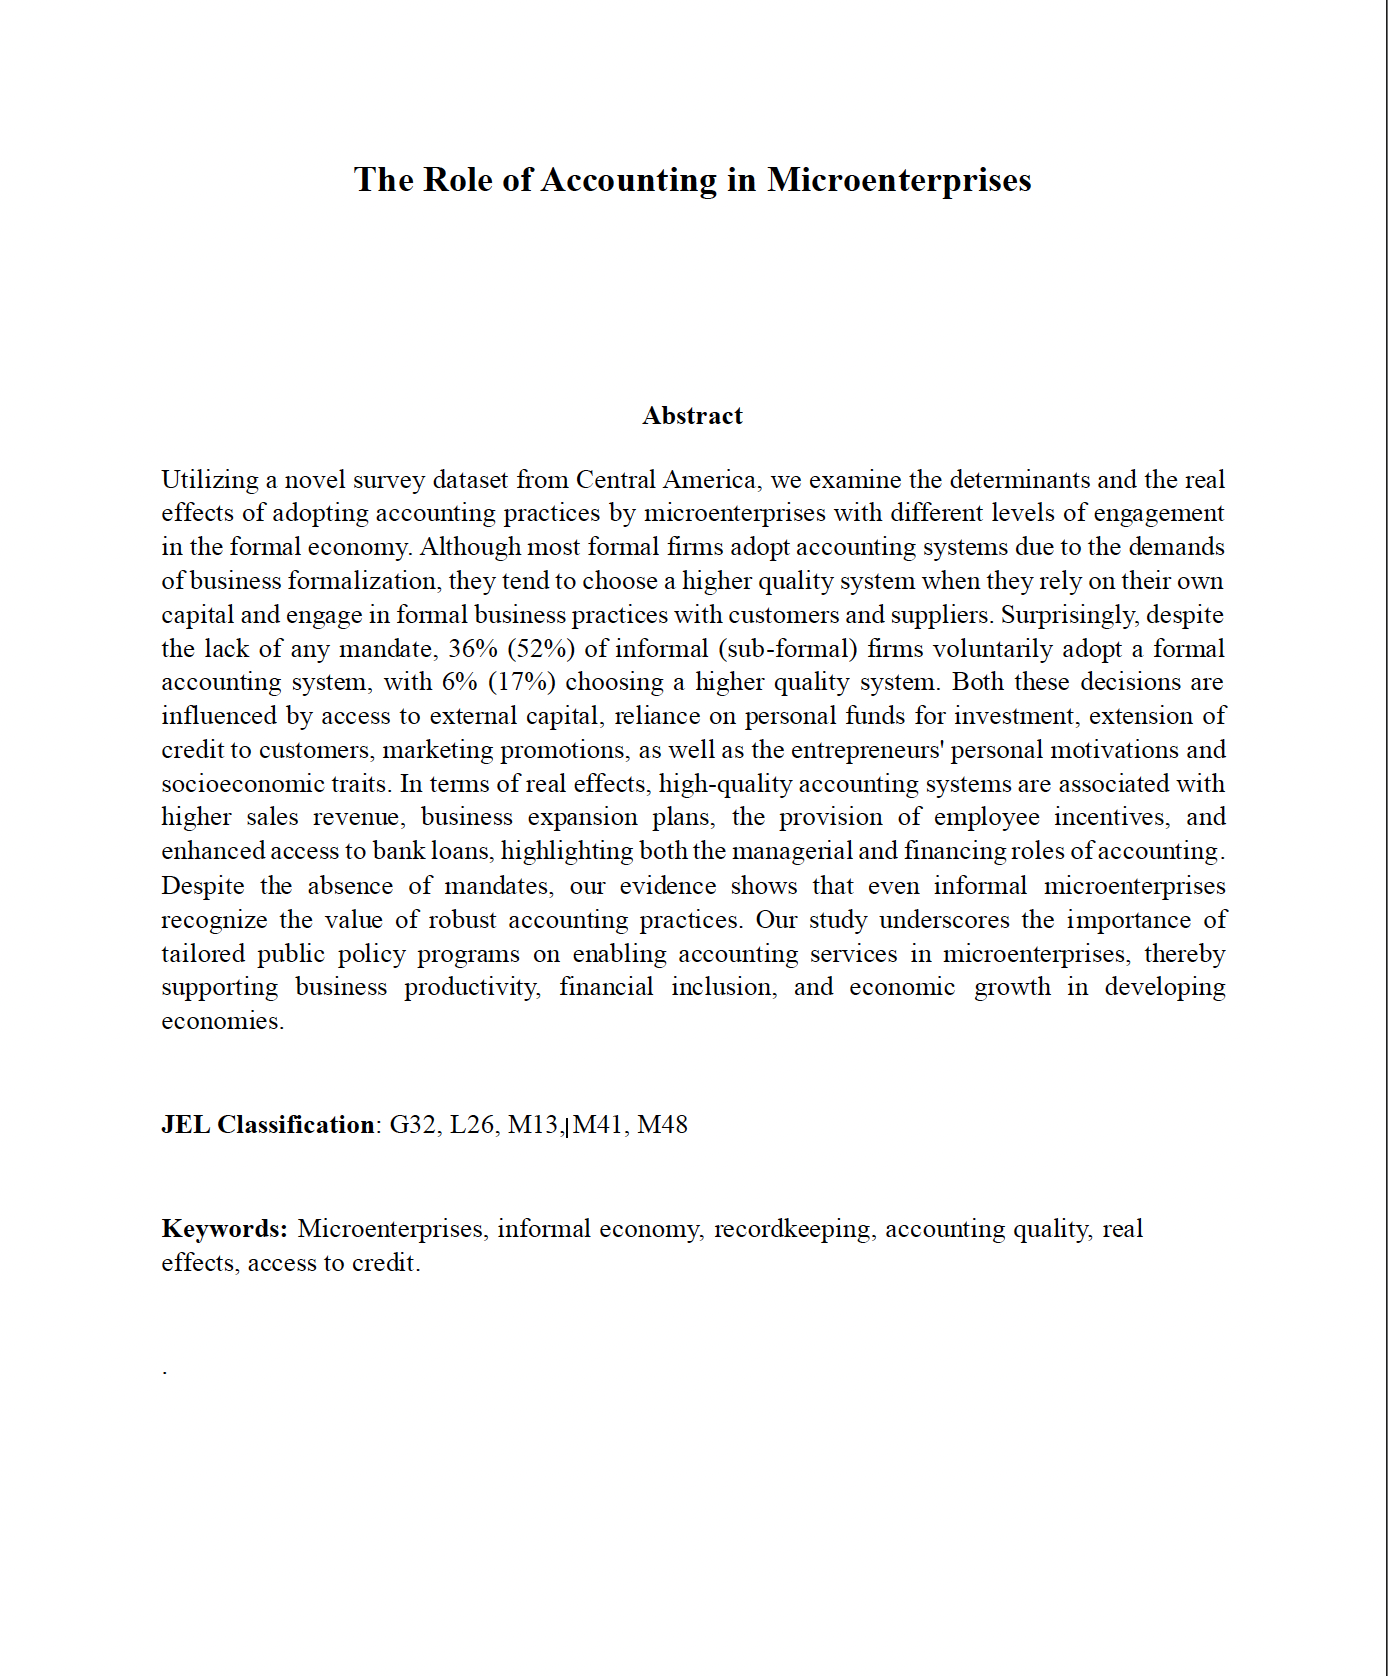 The Role of Accounting in Microenterprises
Abstract
Utilizing a novel survey dataset from Central America, we examine the determinants and the real
effects of adopting accounting practices by microenterprises with different levels of engagement
in the formal economy. Although most formal firms adopt accounting systems due to the demands
of business formalization, they tend to choose a higher quality system when they rely on their own
capital and engage in formal business practices with customers and suppliers. Surprisingly, despite
the lack of any mandate, 36% (52%) of informal (sub-formal) firms voluntarily adopt a formal
accounting system, with 6% (17%) choosing a higher quality system. Both these decisions are
influenced by access to external capital, reliance on personal funds for investment, extension of
credit to customers, marketing promotions, as well as the entrepreneurs' personal motivations and
socioeconomic traits. In terms of real effects, high-quality accounting systems are associated with
higher sales revenue, business expansion plans, the provision of employee incentives, and
enhanced access to bank loans, highlighting both the managerial and financing roles of accounting.
Despite the absence of mandates, our evidence shows that even informal microenterprises
recognize the value of robust accounting practices. Our study underscores the importance of
tailored public policy programs on enabling accounting services in microenterprises, thereby
supporting business productivity, financial inclusion, and economic growth in developing
economies.
JEL Classification: G32, L26, M13, M41, M48
Keywords: Microenterprises, informal economy, recordkeeping, accounting quality, real
effects, access to credit.
.